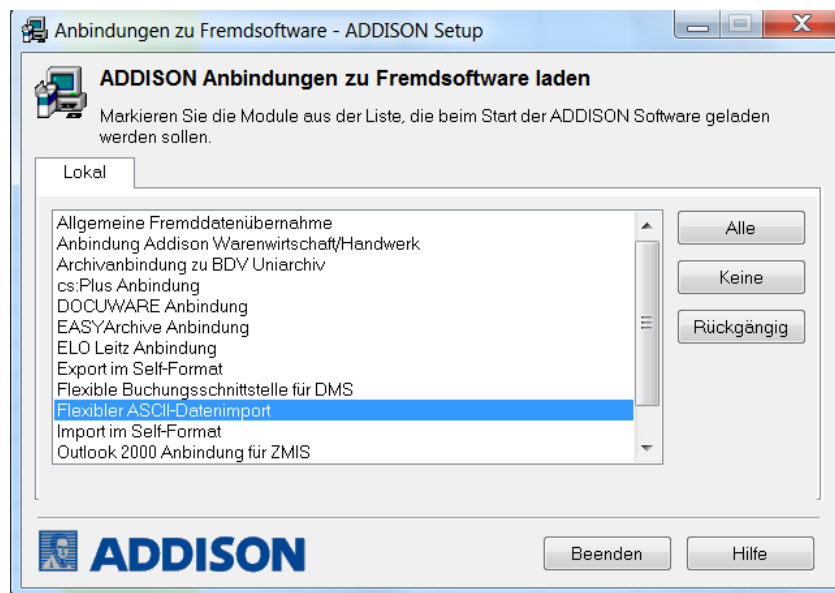 Anbindungen zu Fremdsoftware - ADDISON Setup
ADDISON Anbindungen zu Fremdsoftware laden
Markieren Sie die Module aus der Liste, die beim Start der ADDISON Software geladen
werden sollen.
Lokal
Allgemeine Fremddatenübernahme
Anbindung Addison Warenwirtschaft/Handwerk
Archivanbindung zu BDV Uniarchiv
cs:Plus Anbindung
DOCUWARE Anbindung
EASYArchive Anbindung
ELO Leitz Anbindung
Export im Self-Format
Flexible Buchungsschnittstelle für DMS
Flexibler ASCII-Datenimport
Import im Self-Format
Outlook 2000 Anbindung für ZMIS
Alle
Keine
Rückgängig
ADDISON
Beenden
Hilfe